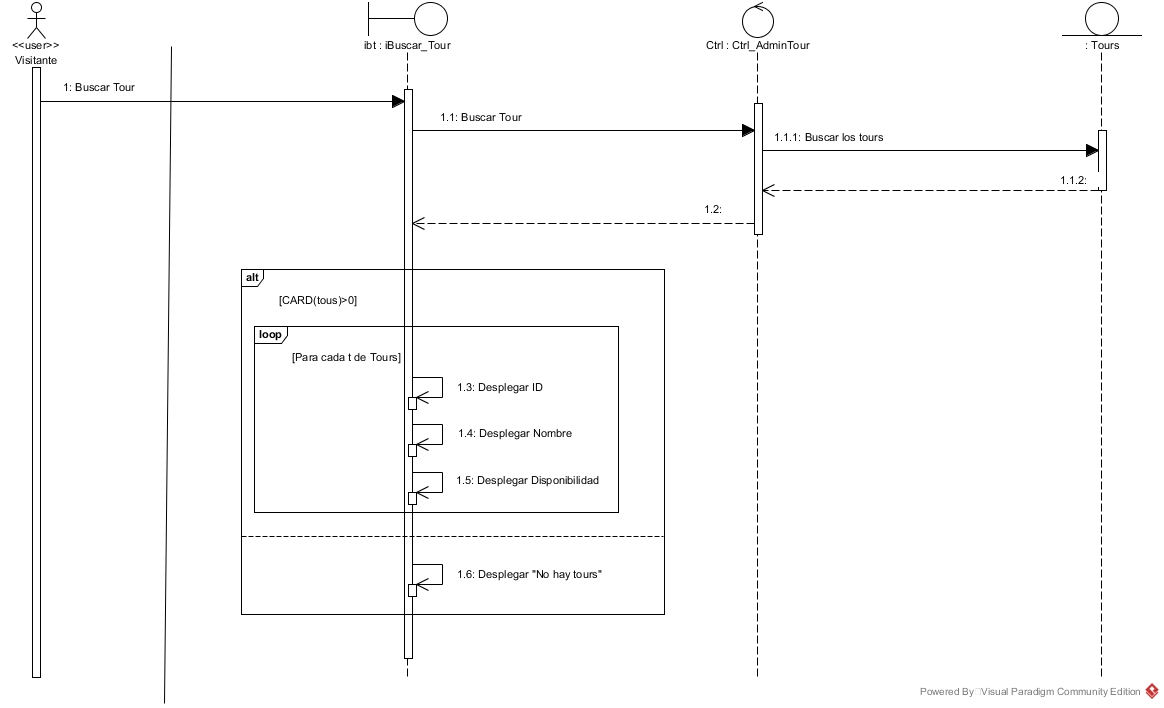 <<user>>
Visitante
ibt : iBuscar_Tour
Ctrl : Ctrl_AdminTour
: Tours
1: Buscar Tour
1.1: Buscar Tour
1.1.1: Buscar los tours
1.1.2:
1.2:
alt
[CARD(tous)>0]
loop
[Para cada t de Tours]
1.3: Desplegar ID
1.4: Desplegar Nombre
1.5: Desplegar Disponibilidad
1.6: Desplegar "No hay tours"
Powered By Visual Paradigm Community Edition